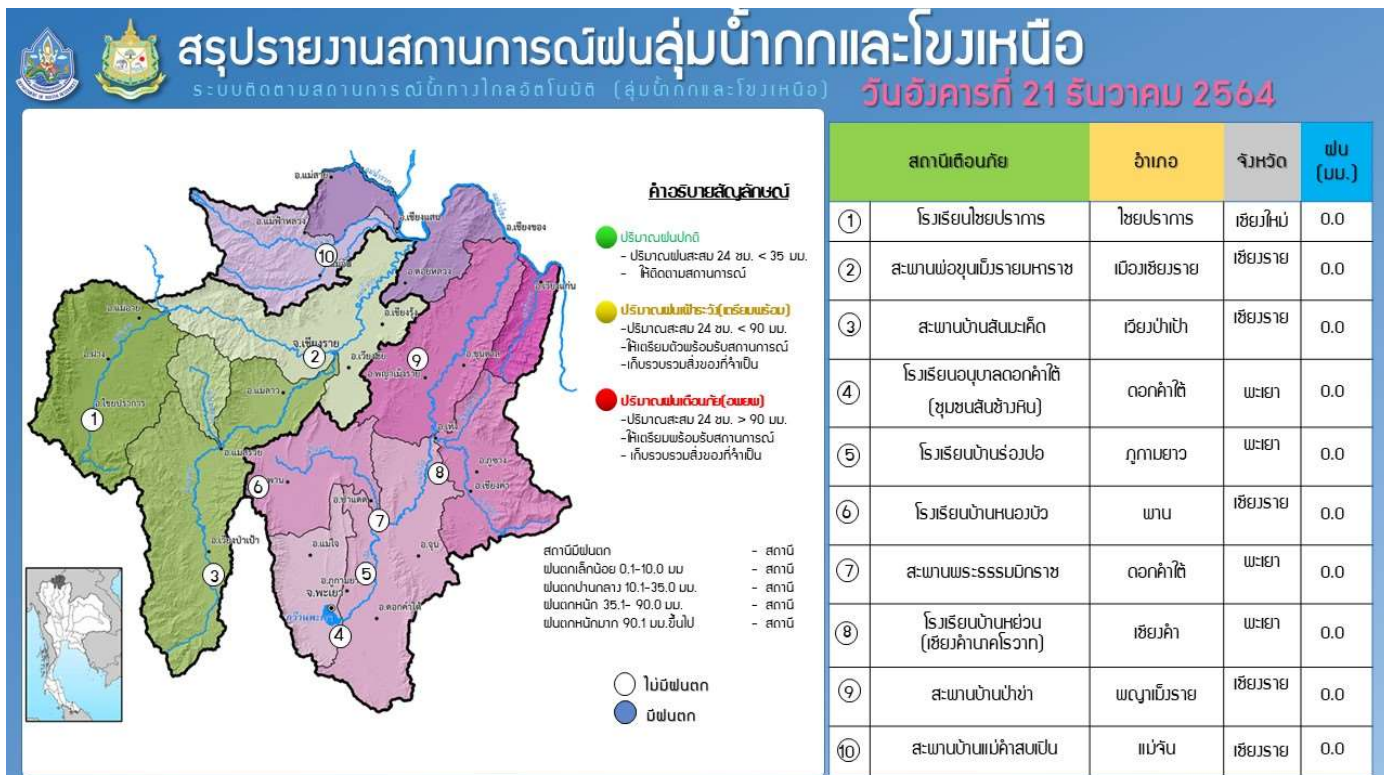 สรุปรายงานสถานการณ์ฝนลุ่มน้ำกกและโขงเหนือ
ระบบติดตามสถานการณ์น้ำทางไกลอัตโนมัติ (ลุ่มน้ำกกและโขงเหนือ)
วันอังคารที่ 21 ธันวาคม 2564
อ.แม่สาย
อ.แม่ฟ้าหลวง
อ.เชียงแสน
อ.เชียงของ
10
อ.ดอยหลวง
อ.เวียงแก่น
อ.แม่อาย
อ.เชียงรุ้ง
อ.ฝาง
จ.เชียงราย
2
9
อ.ขุนตาล
อ.พญาเม็งราย
อ.แม่ลาว
อ.ไชยปราการ
1
อ.เทิง
อ.แม่สรวย
8
อ.ภูซาง
อ.เชียงคำ
6
อ.ป่าแดด
7
อ.เวียงป่าเป้า
3
อ.แม่ใจ
อ.จุน
5
จ.พะเยา
อ.ดอกคำใต้
4
คำอธิบายสัญลักษณ์
ปริมาณฝนปกติ
- ปริมาณฝนสะสม 24 ชม. < 35 มม.
- ให้ติดตามสถานการณ์
ปริมาณฝนเฝ้าระวัง(เตรียมพร้อม)
-ปริมาณสะสม 24 ชม. < 90 มม.
-ให้เตรียมตัวพร้อมรับสถานการณ์
-เก็บรวบรวมสิ่งของที่จำเป็น
ปริมาณฝนเตือนภัย(อพยพ)
-ปริมาณสะสม 24 ชม. > 90 มม.
-ให้เตรียมพร้อมรับสถานการณ์
- เก็บรวบรวมสิ่งของที่จำเป็น
สถานีมีฝนตก - สถานี
ฝนตกเล็กน้อย 0.1-10.0 มม - สถานี
ฝนตกปานกลาง 10.1-35.0 มม. - สถานี
ฝนตกหนัก 35.1- 90.0 มม. - สถานี
ฝนตกหนักมาก 90.1 มม.ขึ้นไป - สถานี
ไม่มีฝนตก
มีฝนตก
สถานีเตือนภัย อำเภอ จังหวัด ฝน
(มม.)
1 โรงเรียนไชยปราการ ไชยปราการ เชียงใหม่ 0.0
2 สะพานพ่อขุนเม็งรายมหาราช เมืองเชียงราย เชียงราย 0.0
3 สะพานบ้านสันมะเค็ด เวียงป่าเป้า เชียงราย 0.0
4 โรงเรียนอนุบาลดอกคำใต้ ดอกคำใต้ พะเยา 0.0
(ชุมชนสันช้างหิน)
5 โรงเรียนบ้านร่องปอ ภูกามยาว พะเยา 0.0
6 โรงเรียนบ้านหนองบัว พาน เชียงราย 0.0
7 สะพานพระธรรมมิกราช ดอกคำใต้ พะเยา 0.0
8 โรงเรียนบ้านหย่วน เชียงคำ พะเยา 0.0
(เชียงคำนาคโรวาท)
9 สะพานบ้านป่าข่า พญาเม็งราย เชียงราย 0.0
10 สะพานบ้านแม่คำสบเปิน แม่จัน เชียงราย 0.0